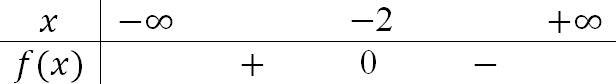 x −∞ −2 +∞
f(x) + 0 −